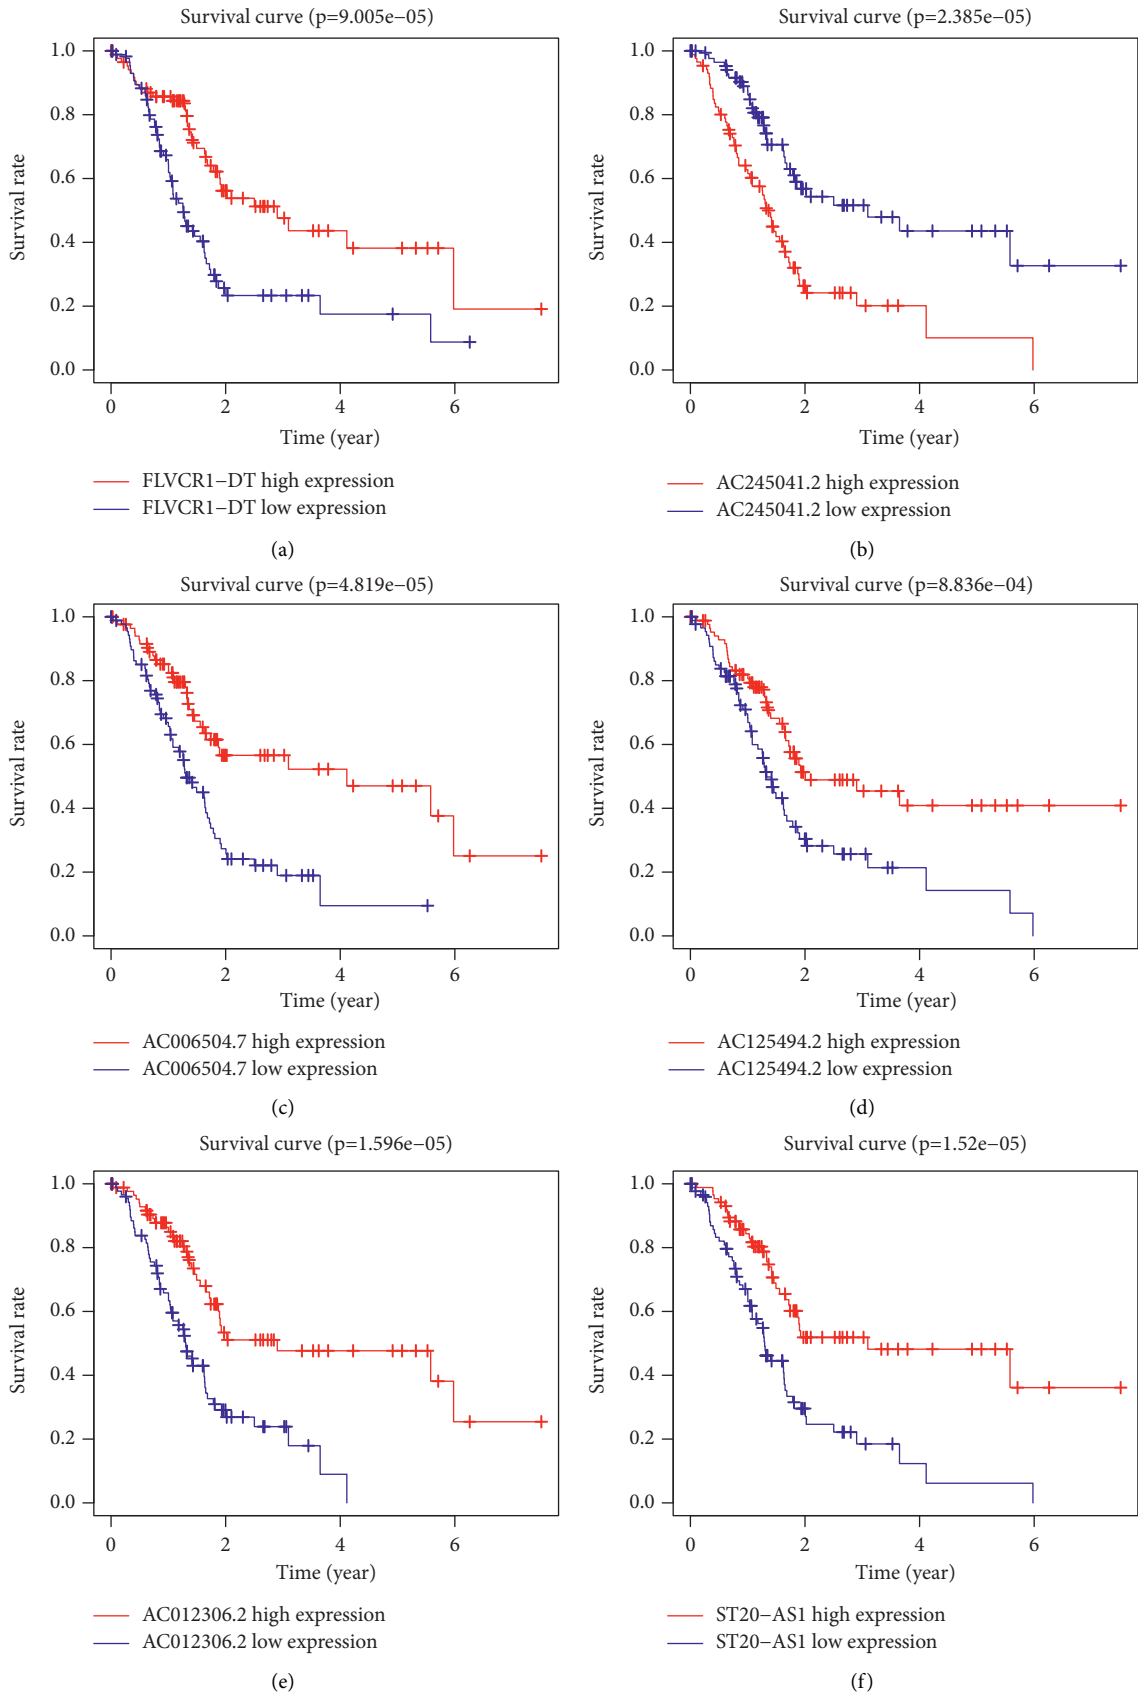 Survival curve (p=9.005e−05)
1.0
0.8
0.6
0.4
0.2
0.0
Survival rate
0 2 4 6
Time (year)
FLVCR1−DT high expression
FLVCR1−DT low expression
(a)
Survival curve (p=2.385e−05)
1.0
0.8
0.6
0.4
0.2
0.0
Survival rate
0 2 4 6
Time (year)
AC245041.2 high expression
AC245041.2 low expression
(b)
Survival curve (p=4.819e−05)
1.0
0.8
0.6
0.4
0.2
0.0
Survival rate
0 2 4 6
Time (year)
AC006504.7 high expression
AC006504.7 low expression
(c)
Survival curve (p=8.836e−04)
1.0
0.8
0.6
0.4
0.2
0.0
Survival rate
0 2 4 6
Time (year)
AC125494.2 high expression
AC125494.2 low expression
(d)
Survival curve (p=1.596e−05)
1.0
0.8
0.6
0.4
0.2
0.0
Survival rate
0 2 4 6
Time (year)
AC012306.2 high expression
AC012306.2 low expression
(e)
Survival curve (p=1.52e−05)
1.0
0.8
0.6
0.4
0.2
0.0
Survival rate
0 2 4 6
Time (year)
ST20−AS1 high expression
ST20−AS1 low expression
(f)